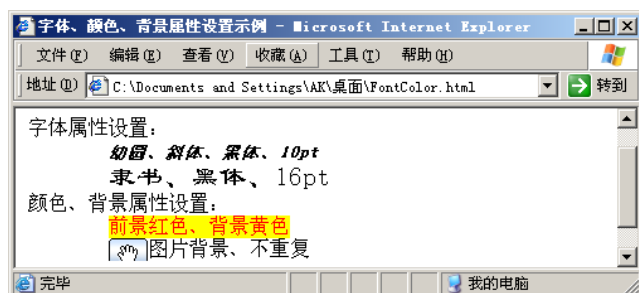 字体、颜色、背景属性设置示例 - Microsoft Internet Explorer
文件(F) 编辑(E) 查看(V) 收藏(A) 工具(T) 帮助(H)
地址(D) C:\Documents and Settings\AK\桌面\FontColor.html 转到
字体属性设置：
幼圆、斜体、黑体、10pt
隶书、黑体、16pt
颜色、背景属性设置：
前景红色、背景黄色
图片背景、不重复
完毕 我的电脑